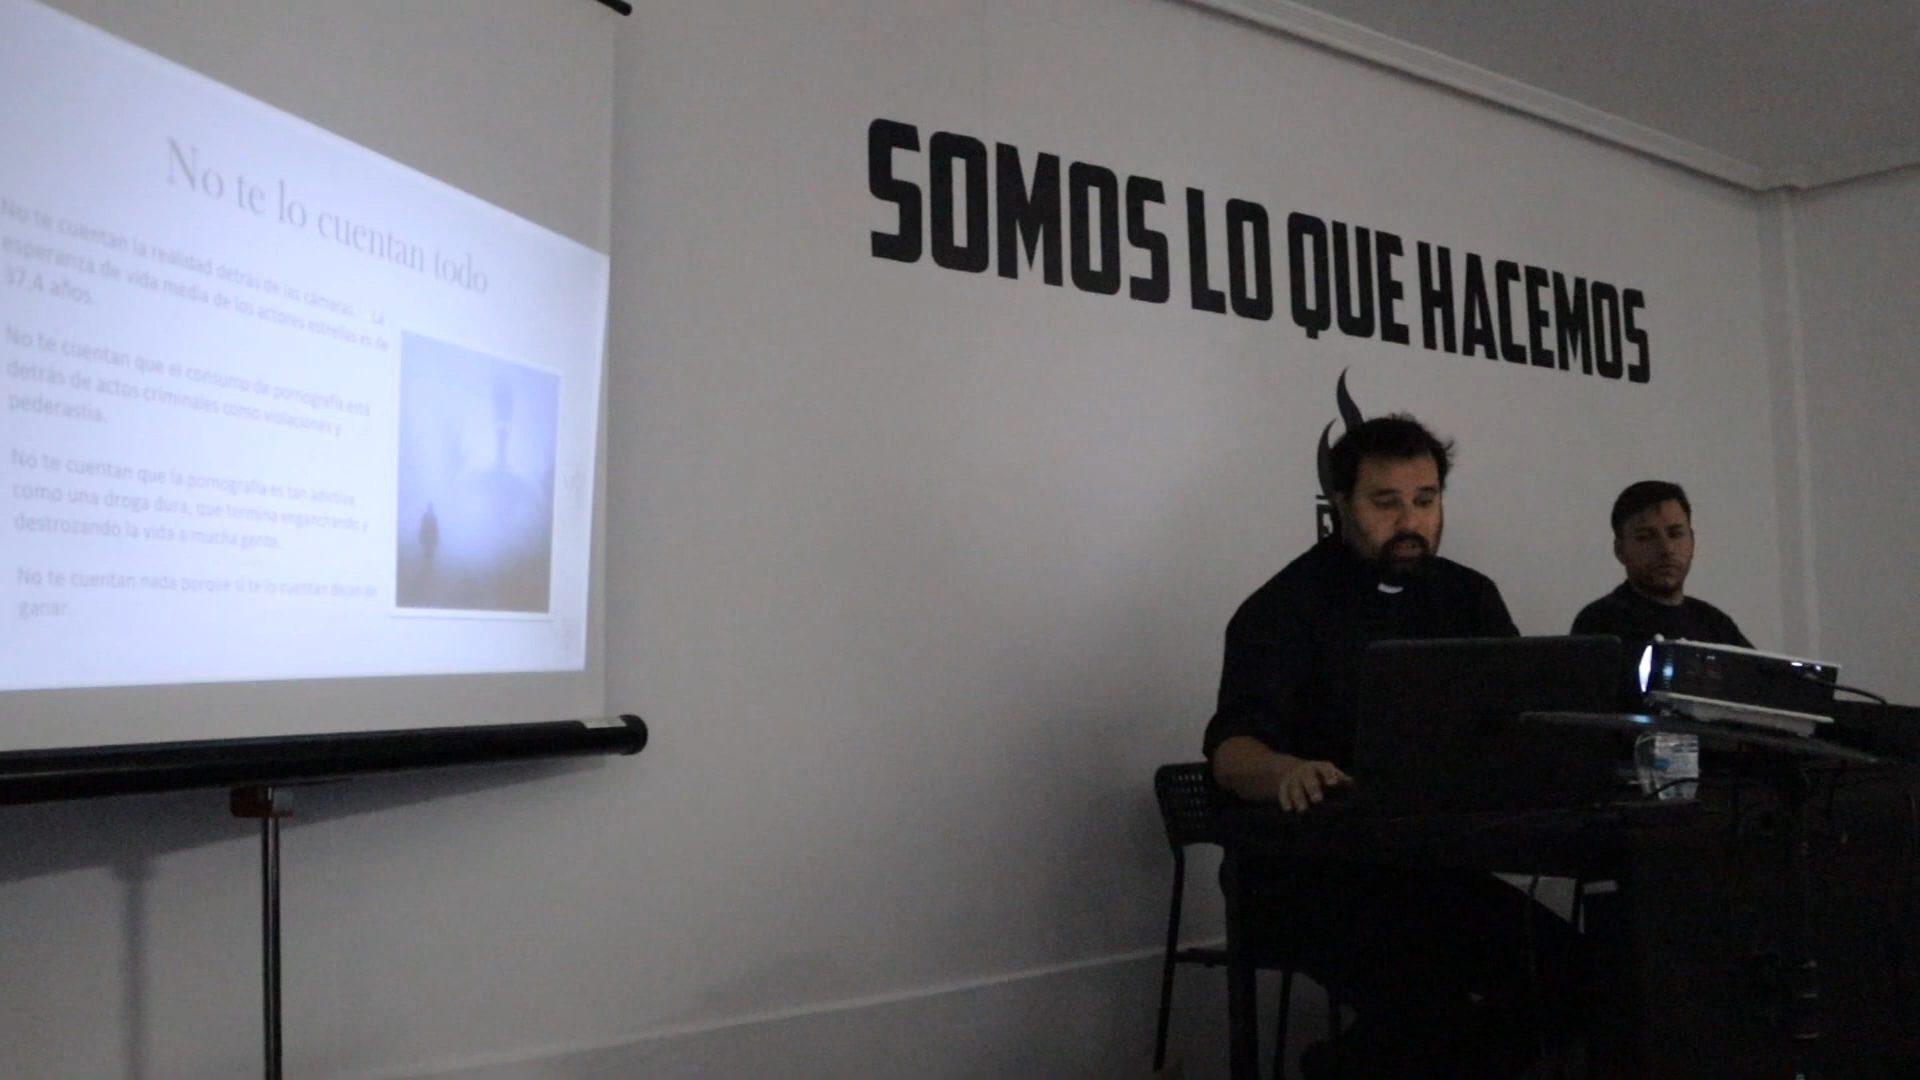 No te lo cuentan todo
No te cuentan la realidad detrás de las cámaras. La
esperanza de vida media de los actores estrellas es de
37,4 años.
No te cuentan que el consumo de pornografía está
detrás de actos criminales como violaciones y
pederastia.
No te cuentan que la pornografía es tan adictiva
como una droga dura, que termina enganchando y
destrozando la vida a mucha gente.
No te cuentan nada porque si te lo cuentan dejan de
ganar.
SOMOS LO QUE HACEMOS